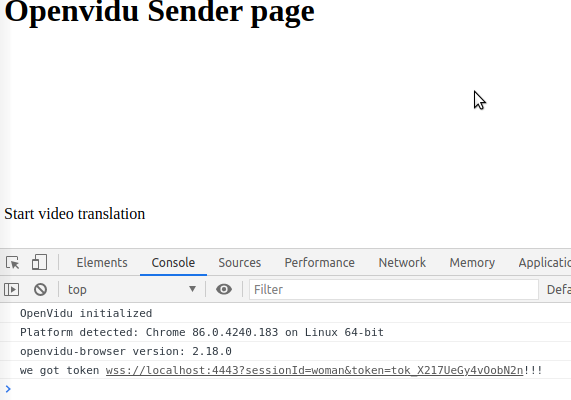 Openvidu Sender page
Start video translation
Elements Console Sources Performance Network Memory Applicatio
top Filter Defa
OpenVidu initialized
Platform detected: Chrome 86.0.4240.183 on Linux 64-bit
openvidu-browser version: 2.18.0
we got token wss://localhost:4443?sessionId=woman&token=tok_X217UeGy4vOobN2n!!!